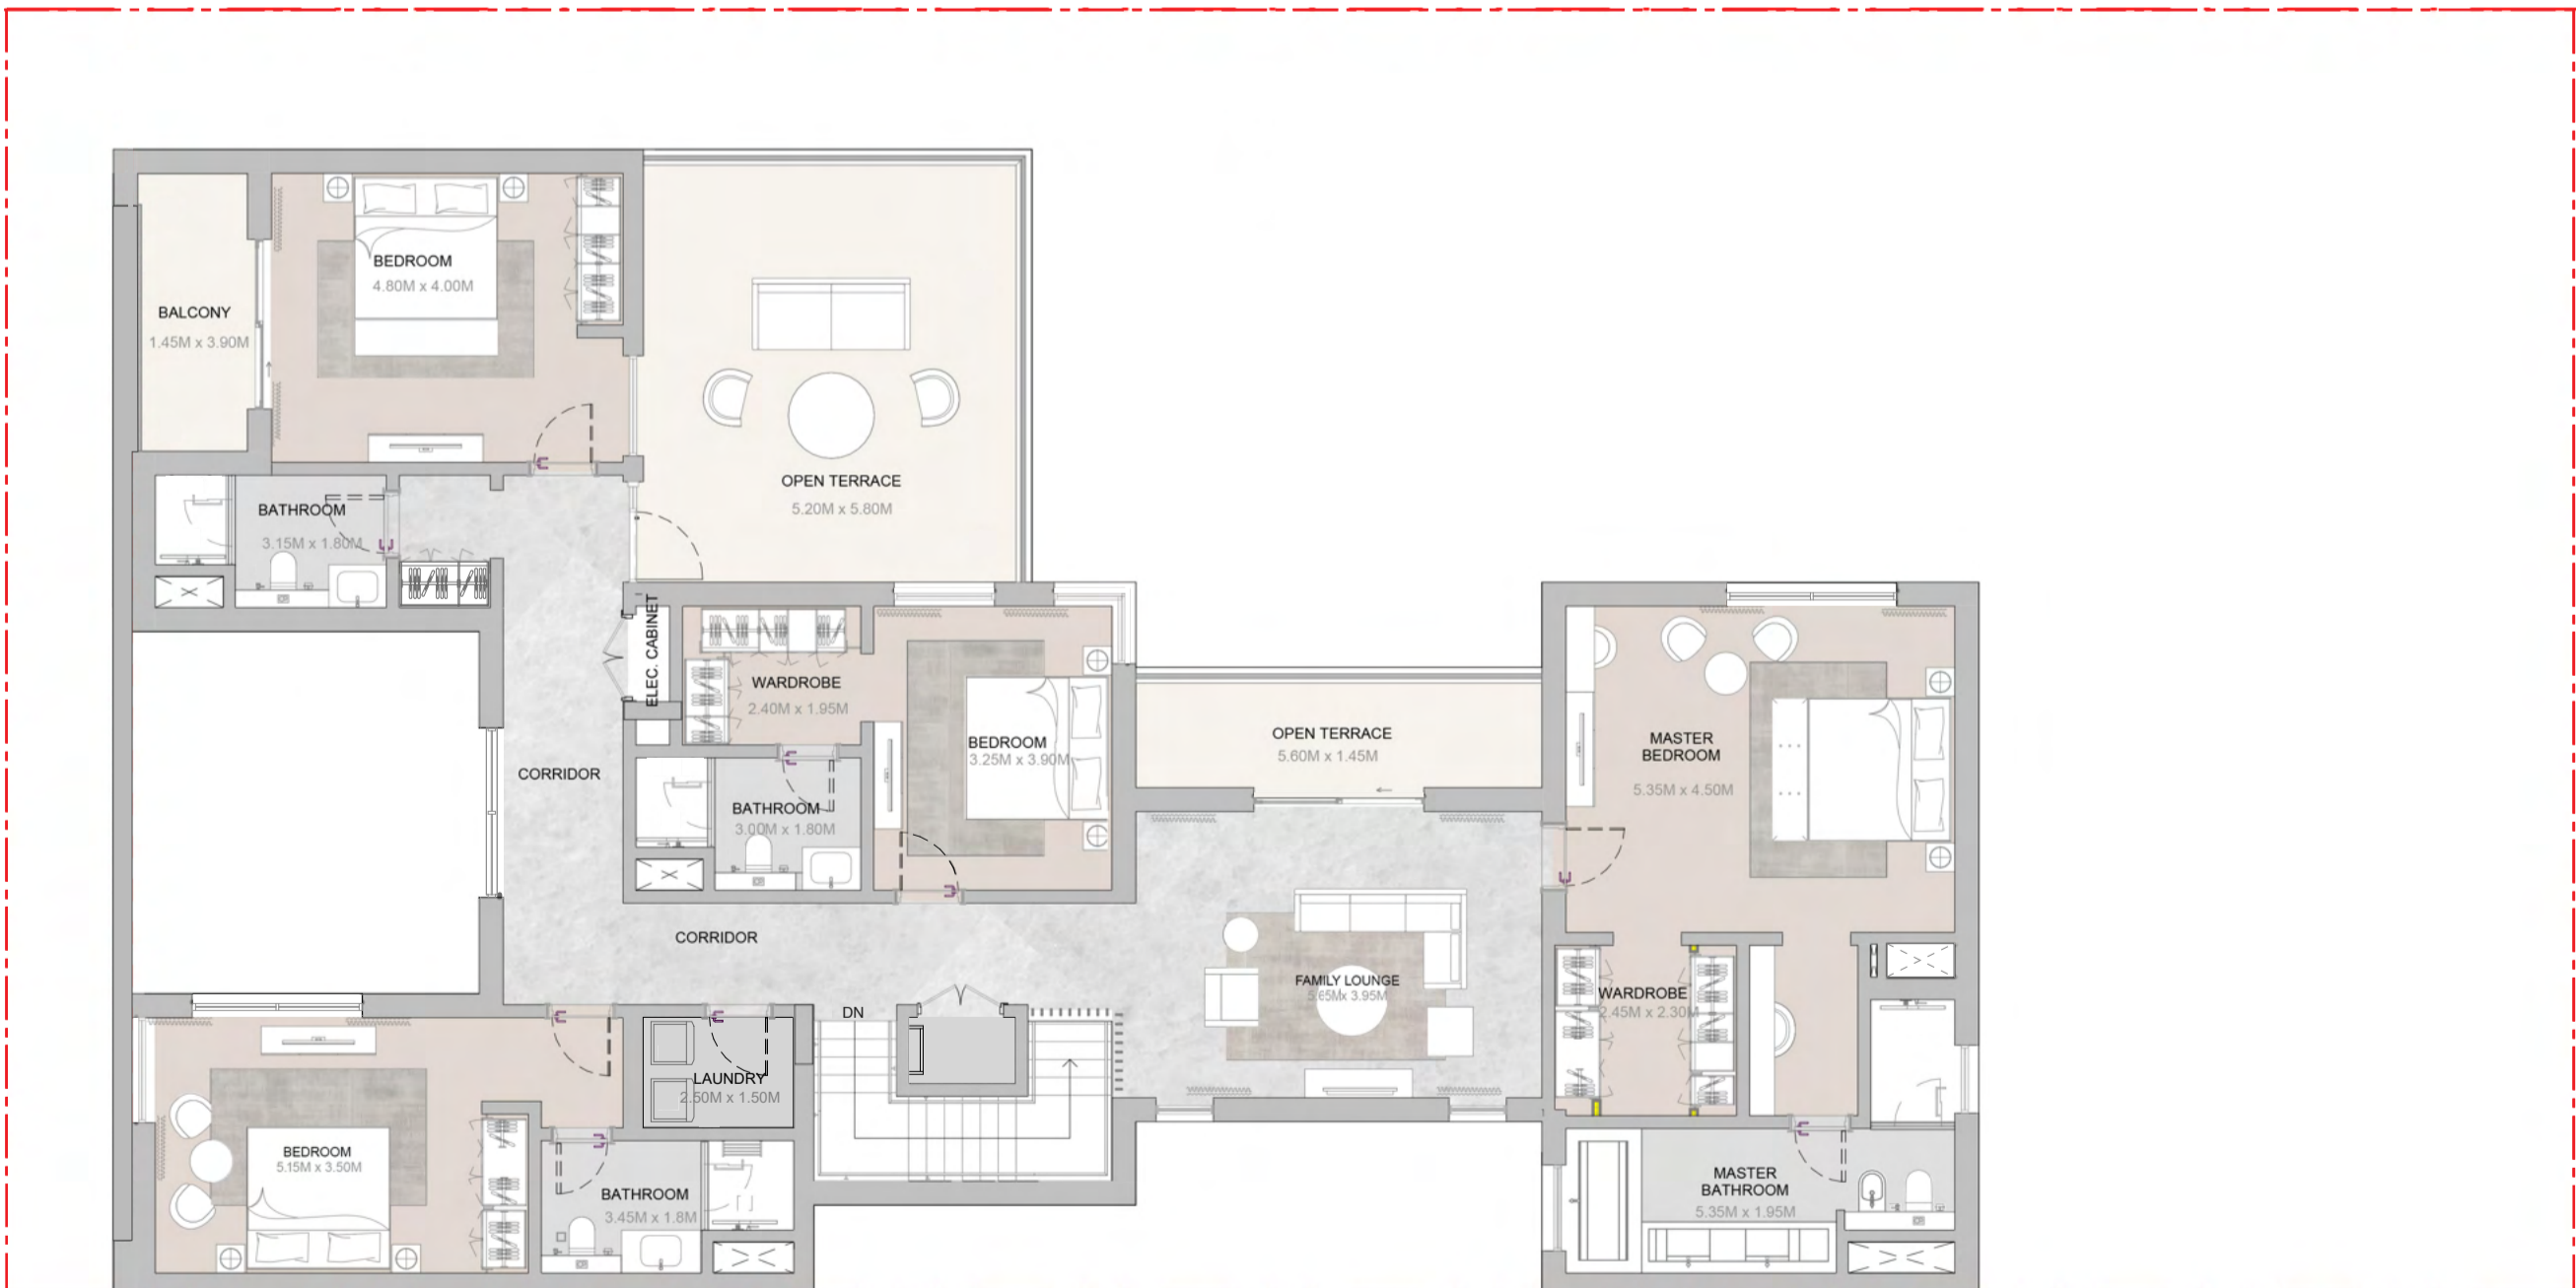 BEDROOM
4.80M x 4.00M
BALCONY
1.45M x 3.90M
OPEN TERRACE
5.20M x 5.80M
BATHROOM
3.15M x 1.80M
ELEC. CABINET
WARDROBE
2.40M x 1.95M
BEDROOM
3.25M x 3.90M
OPEN TERRACE
5.60M x 1.45M
MASTER
BEDROOM
5.35M x 4.50M
CORRIDOR
BATHROOM
3.00M x 1.80M
CORRIDOR
FAMILY LOUNGE
5.65Mx 3.95M
WARDROBE
2.45M x 2.30M
DN
LAUNDRY
2.50M x 1.50M
BEDROOM
5.15M x 3.50M
BATHROOM
3.45M x 1.8M
MASTER
BATHROOM
5.35M x 1.95M